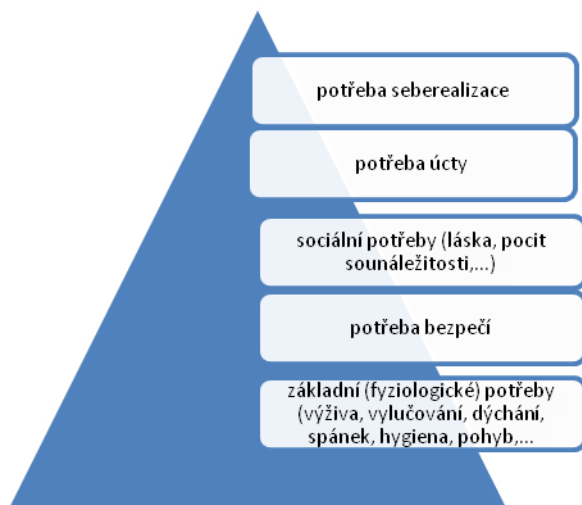 potřeba seberealizace
potřeba úcty
sociální potřeby (láska, pocit
sounáležitosti,...)
potřeba bezpečí
základní (fyziologické) potřeby
(výživa, vylučování, dýchání,
spánek, hygiena, pohyb,...